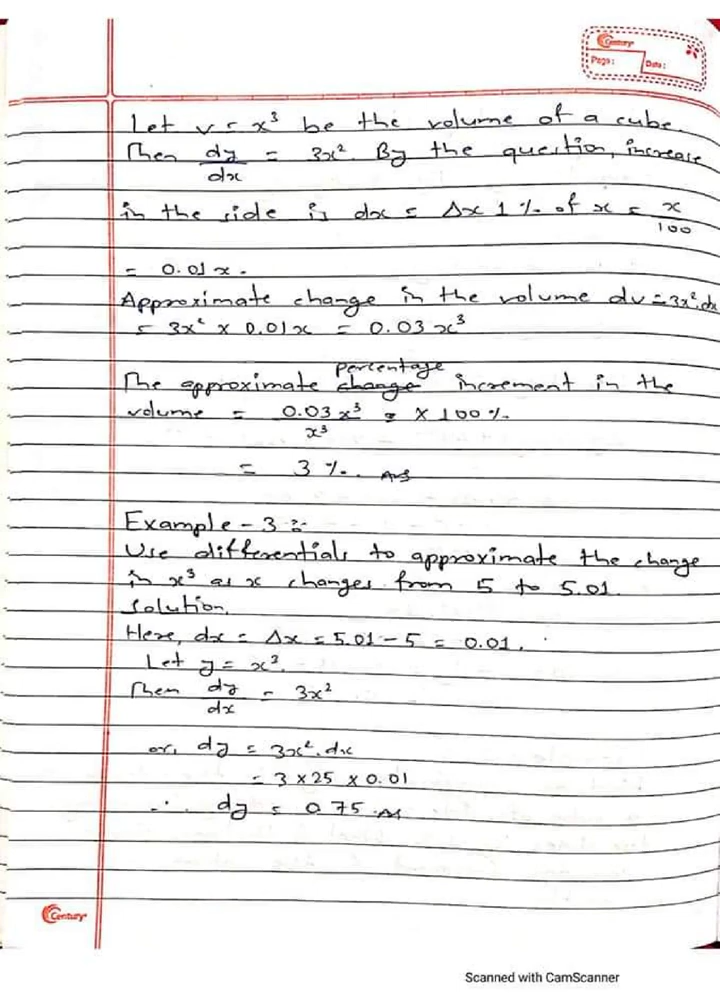 Century
Page: Date:
Let v = x³ be the volume of a cube.
Then dy/dx = 3x². By the question, increase
in the side is dx = Δx 1% of x = x/100
= 0.01x.
Approximate change in the volume dv = 3x².dx
= 3x² × 0.01x = 0.03x³
percentage
The approximate change increment in the
volume = 0.03x³/x³ = × 100%.
= 3%. Ans
Example - 3 :-
Use differentials to approximate the change
in x³ as x changes from 5 to 5.01.
Solution.
Here, dx = Δx = 5.01 - 5 = 0.01.
Let y = x³.
Then dy/dx = 3x²
or, dy = 3x².dx
= 3 × 25 × 0.01
∴ dy = 0.75 Ans
Century
Scanned with CamScanner